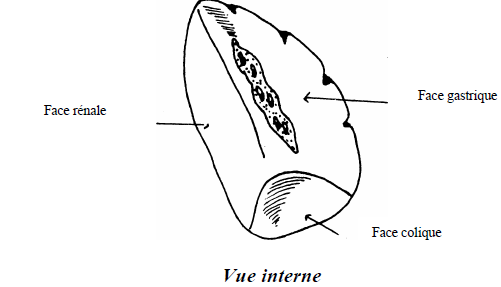 Face gastrique
Face rénale
Face colique
Vue interne